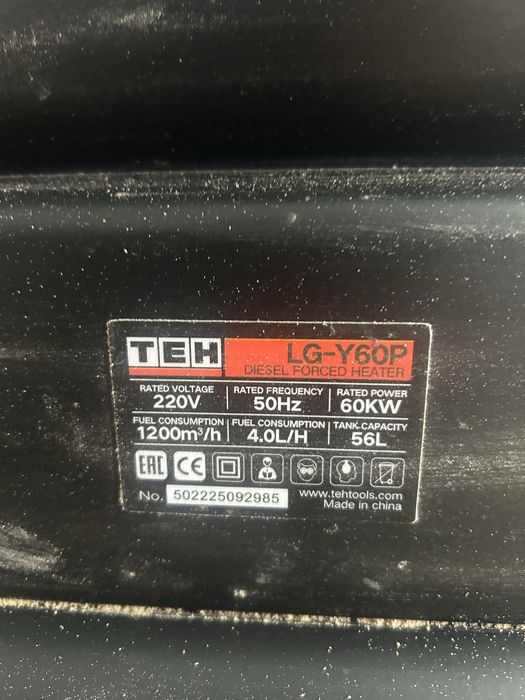 TEH
LG-Y60P
DIESEL FORCED HEATER
RATED VOLTAGE
220V
RATED FREQUENCY
50Hz
RATED POWER
60KW
FUEL CONSUMPTION
1200m³/h
FUEL CONSUMPTION
4.0L/H
TANK-CAPACITY
56L
EAC CE
No. 502225092985
www.tehtools.com
Made in china